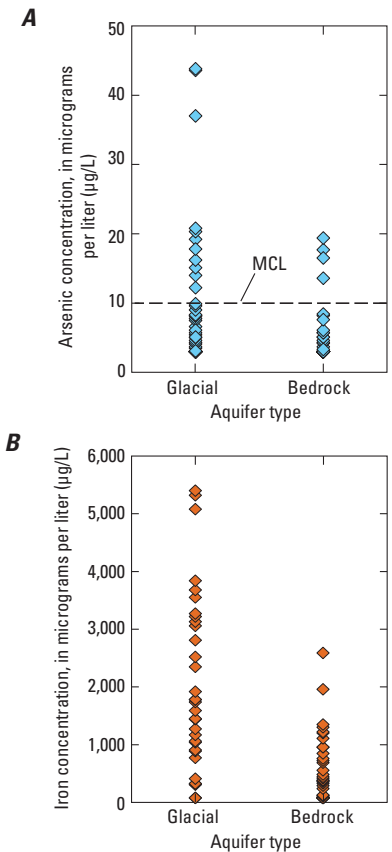 A
Arsenic concentration, in micrograms
per liter (µg/L)
50
40
30
20
10
0
MCL
Glacial
Bedrock
Aquifer type
B
Iron concentration, in micrograms per liter (µg/L)
6,000
5,000
4,000
3,000
2,000
1,000
0
Glacial
Bedrock
Aquifer type